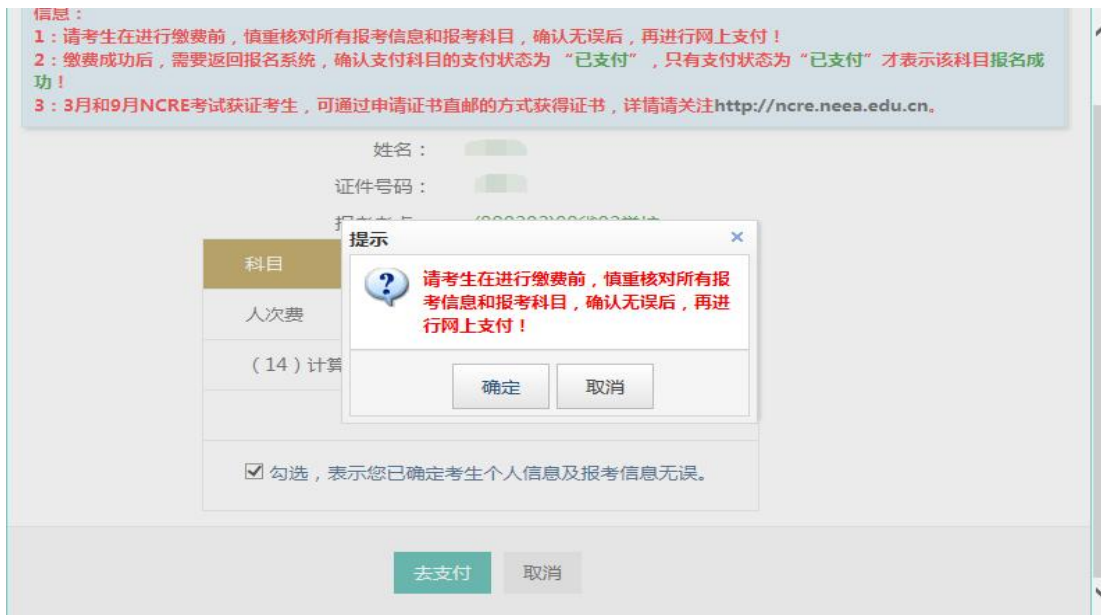 信息：
1：请考生在进行缴费前，慎重核对所有报考信息和报考科目，确认无误后，再进行网上支付！
2：缴费成功后，需要返回报名系统，确认支付科目的支付状态为 “已支付”，只有支付状态为“已支付”才表示该科目报名成
功！
3：3月和9月NCRE考试获证考生，可通过申请证书直邮的方式获得证书，详情请关注http://ncre.neea.edu.cn。
姓名：
证件号码：
提示
×
科目
请考生在进行缴费前，慎重核对所有报
考信息和报考科目，确认无误后，再进
行网上支付！
人次费
（14）计算
确定 取消
勾选，表示您已确定考生个人信息及报考信息无误。
去支付 取消